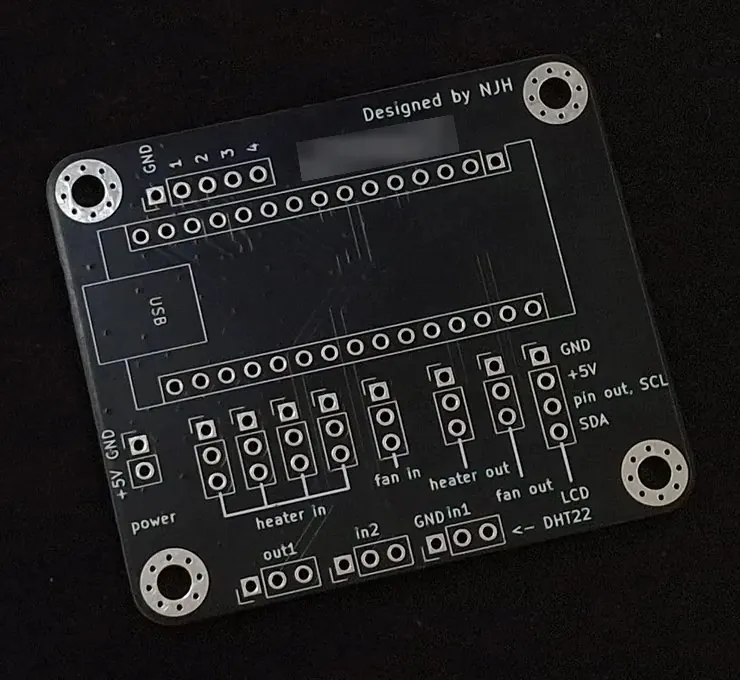 Designed by NJH
GND 1 2 3 4
USB
GND
+5V
pin out, SCL
SDA
LCD
+5V GND
power
heater in
fan in
heater out
fan out
out1
in2
GND in1
<- DHT22